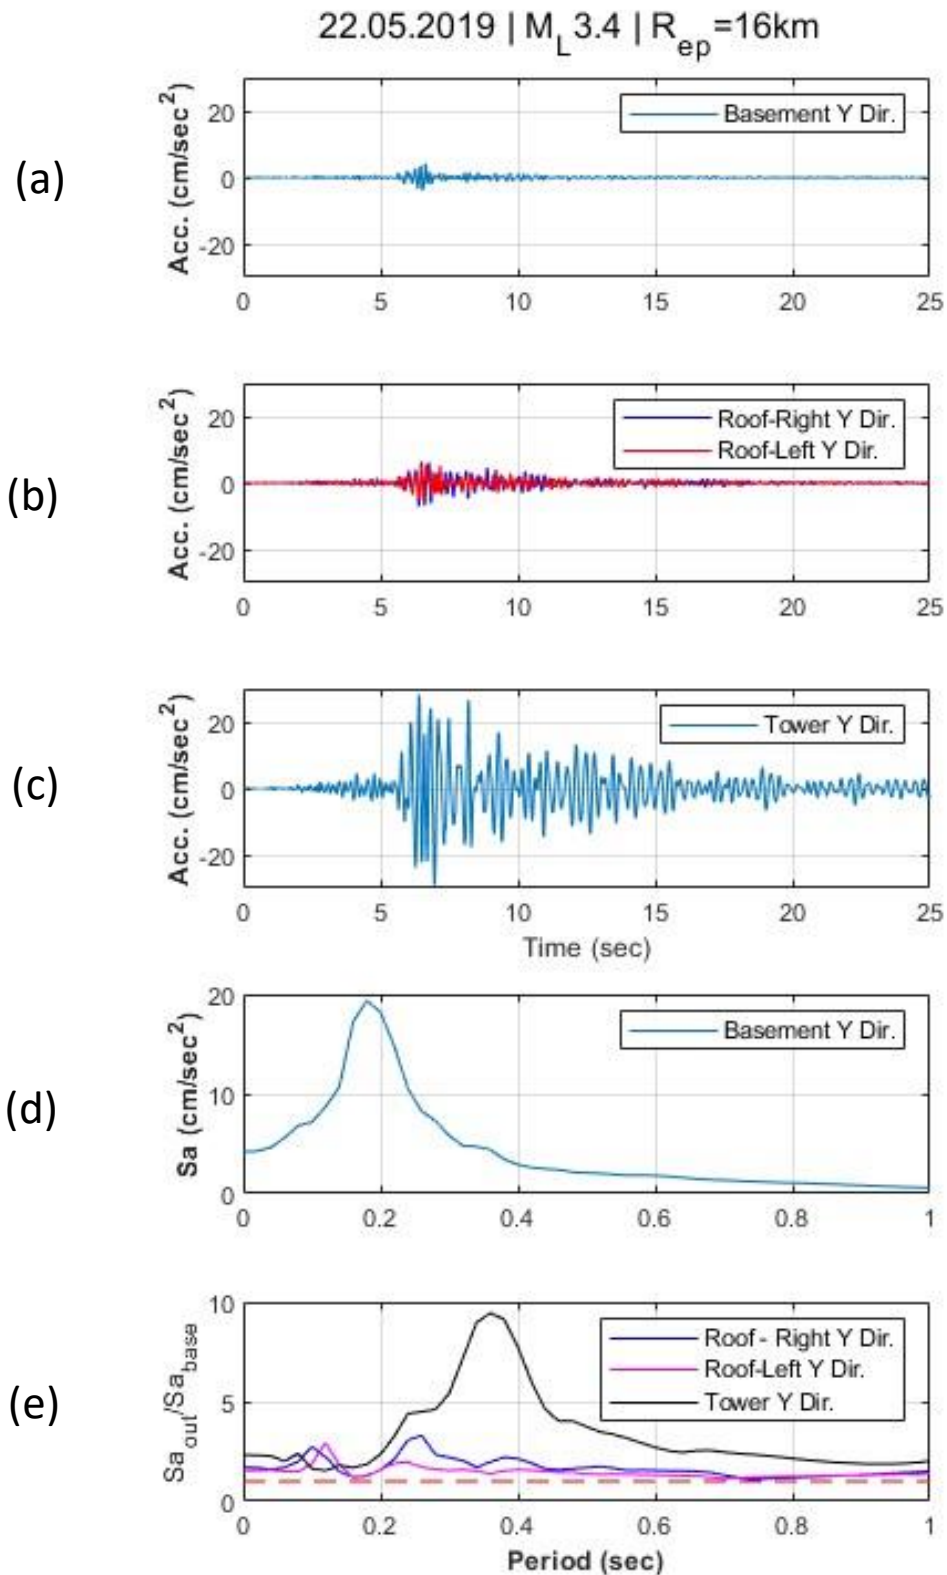 22.05.2019 | M_L 3.4 | R_ep=16km
(a)
Acc. (cm/sec²)
20
0
-20
Basement Y Dir.
0 5 10 15 20 25
(b)
Acc. (cm/sec²)
20
0
-20
Roof-Right Y Dir.
Roof-Left Y Dir.
0 5 10 15 20 25
(c)
Acc. (cm/sec²)
20
0
-20
Tower Y Dir.
0 5 10 15 20 25
Time (sec)
(d)
Sa (cm/sec²)
20
10
0
Basement Y Dir.
0 0.2 0.4 0.6 0.8 1
(e)
Sa_out/Sa_base
10
5
0
Roof - Right Y Dir.
Roof-Left Y Dir.
Tower Y Dir.
0 0.2 0.4 0.6 0.8 1
Period (sec)